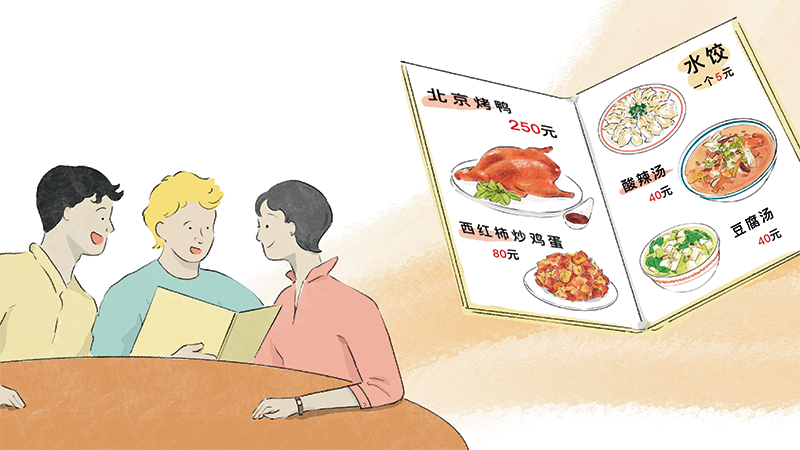 北京烤鸭
250元
西红柿炒鸡蛋
80元
水饺
一个5元
酸辣汤
40元
豆腐汤
40元